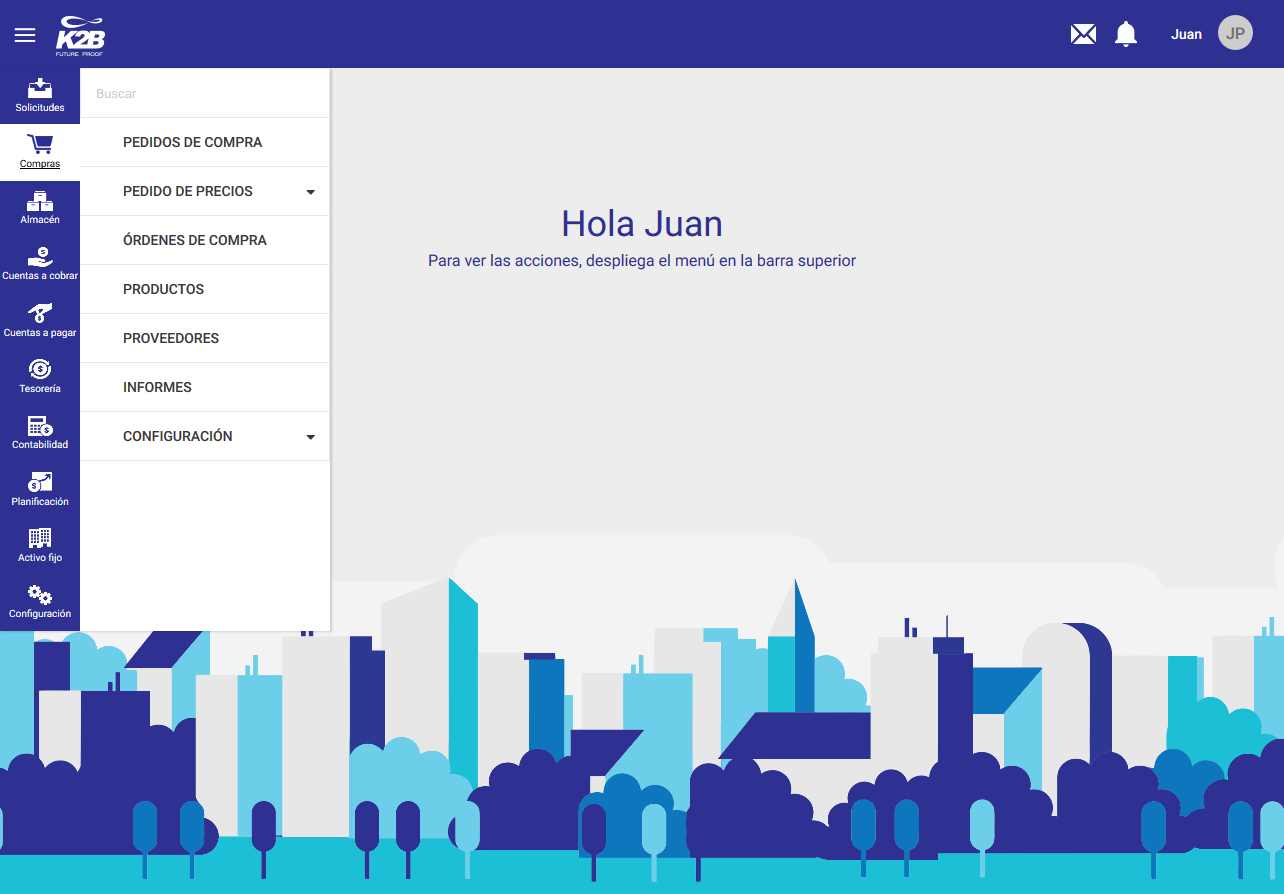 K2B
FUTURE PROOF
Juan
JP
Solicitudes
Compras
Almacén
Cuentas a cobrar
Cuentas a pagar
Tesorería
Contabilidad
Planificación
Activo fijo
Configuración
Buscar
PEDIDOS DE COMPRA
PEDIDO DE PRECIOS
ÓRDENES DE COMPRA
PRODUCTOS
PROVEEDORES
INFORMES
CONFIGURACIÓN
Hola Juan
Para ver las acciones, despliega el menú en la barra superior